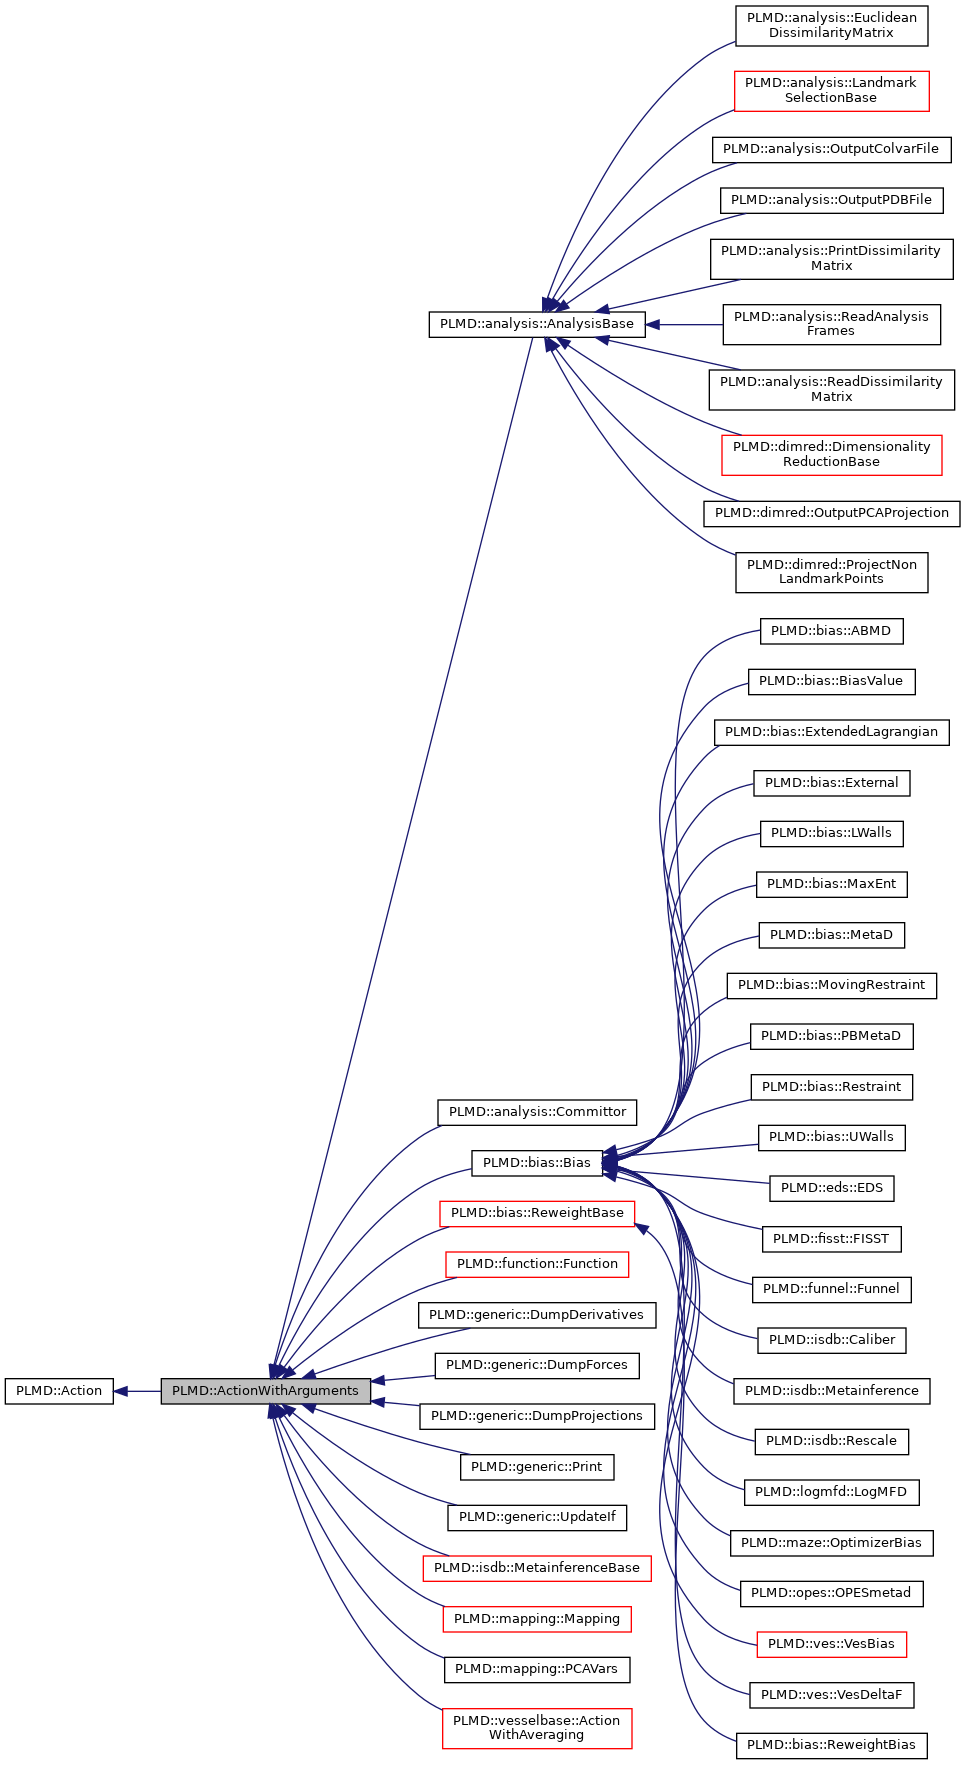 PLMD::analysis::Euclidean
DissimilarityMatrix
PLMD::analysis::Landmark
SelectionBase
PLMD::analysis::OutputColvarFile
PLMD::analysis::OutputPDBFile
PLMD::analysis::PrintDissimilarity
Matrix
PLMD::analysis::AnalysisBase
PLMD::analysis::ReadAnalysis
Frames
PLMD::analysis::ReadDissimilarity
Matrix
PLMD::dimred::Dimensionality
ReductionBase
PLMD::dimred::OutputPCAProjection
PLMD::dimred::ProjectNon
LandmarkPoints
PLMD::bias::ABMD
PLMD::bias::BiasValue
PLMD::bias::ExtendedLagrangian
PLMD::bias::External
PLMD::bias::LWalls
PLMD::bias::MaxEnt
PLMD::bias::MetaD
PLMD::bias::MovingRestraint
PLMD::bias::PBMetaD
PLMD::bias::Restraint
PLMD::analysis::Committor
PLMD::bias::UWalls
PLMD::bias::Bias
PLMD::eds::EDS
PLMD::bias::ReweightBase
PLMD::fisst::FISST
PLMD::function::Function
PLMD::funnel::Funnel
PLMD::generic::DumpDerivatives
PLMD::isdb::Caliber
PLMD::generic::DumpForces
PLMD::Action
PLMD::ActionWithArguments
PLMD::isdb::Metainference
PLMD::generic::DumpProjections
PLMD::isdb::Rescale
PLMD::generic::Print
PLMD::logmfd::LogMFD
PLMD::generic::UpdateIf
PLMD::maze::OptimizerBias
PLMD::isdb::MetainferenceBase
PLMD::opes::OPESmetad
PLMD::mapping::Mapping
PLMD::ves::VesBias
PLMD::mapping::PCAVars
PLMD::ves::VesDeltaF
PLMD::vesselbase::Action
WithAveraging
PLMD::bias::ReweightBias